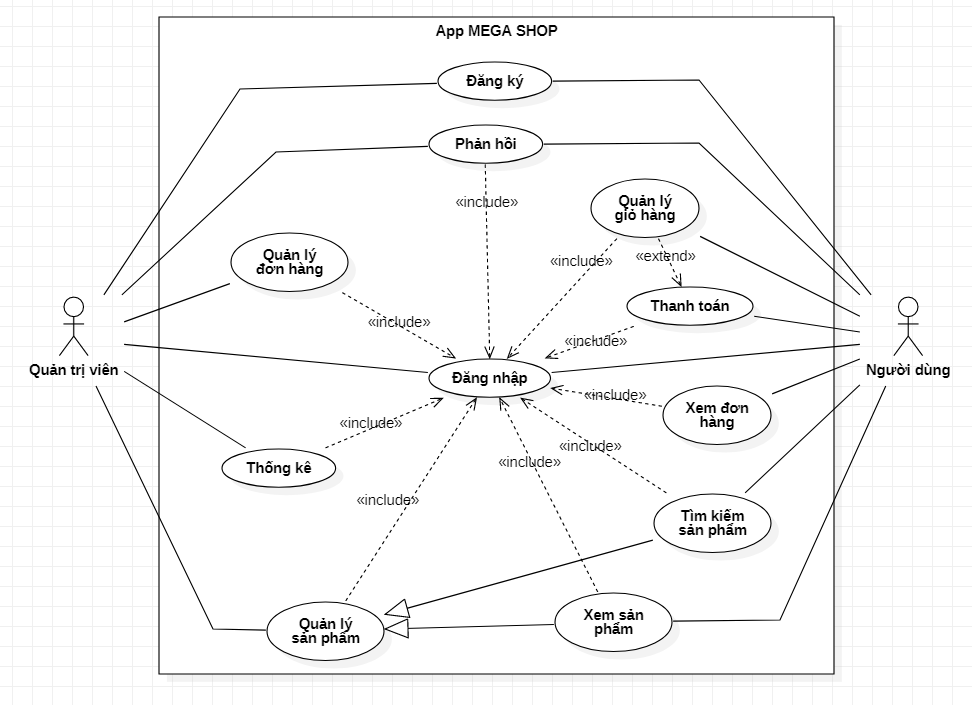 App MEGA SHOP
Đăng ký
Phản hồi
«include»
Quản lý
giỏ hàng
Quản lý
đơn hàng
«include»
«extend»
Thanh toán
«include»
«include»
Quản trị viên
Người dùng
Đăng nhập
«include»
Xem đơn
hàng
«include»
«include»
«include»
Thống kê
«include»
Tìm kiếm
sản phẩm
Quản lý
sản phẩm
Xem sản
phẩm